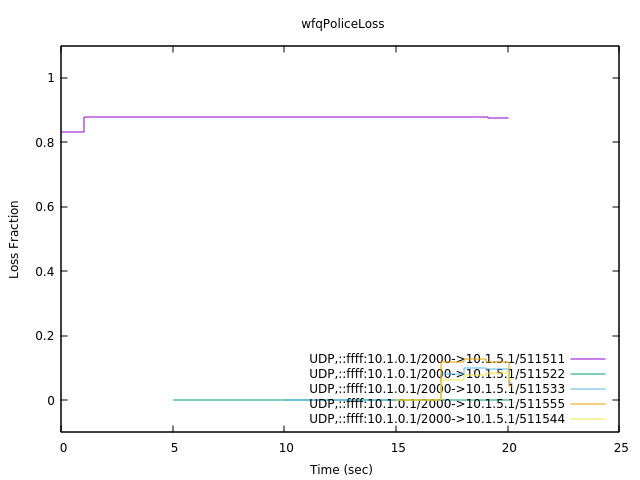 wfqPoliceLoss
1
0.8
0.6
0.4
0.2
0
Loss Fraction
UDP,::ffff:10.1.0.1/2000->10.1.5.1/511511
UDP,::ffff:10.1.0.1/2000->10.1.5.1/511522
UDP,::ffff:10.1.0.1/2000->10.1.5.1/511533
UDP,::ffff:10.1.0.1/2000->10.1.5.1/511555
UDP,::ffff:10.1.0.1/2000->10.1.5.1/511544
0 5 10 15 20 25
Time (sec)